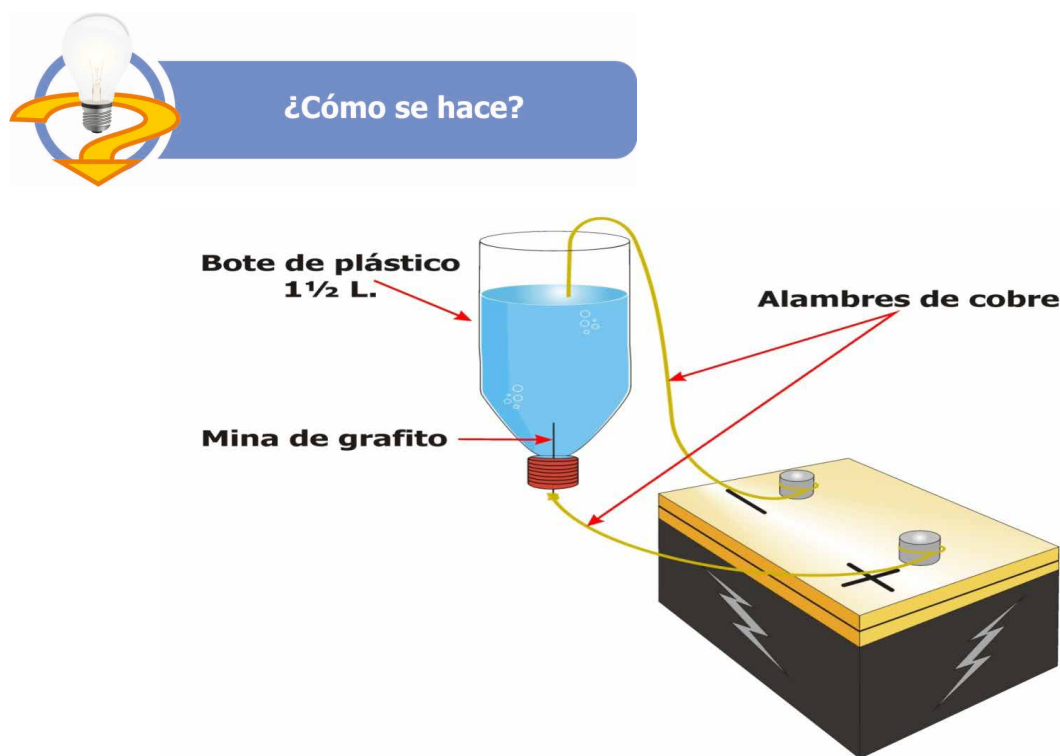 ¿Cómo se hace?
Bote de plástico
1½ L.
Alambres de cobre
Mina de grafito